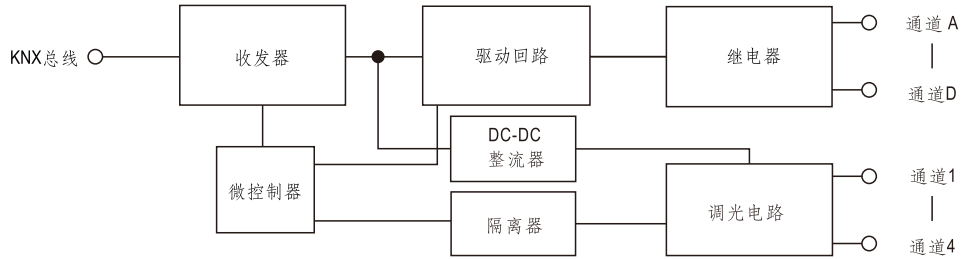 KNX总线
收发器
驱动回路
继电器
通道 A
通道D
DC-DC
整流器
微控制器
隔离器
调光电路
通道1
通道4